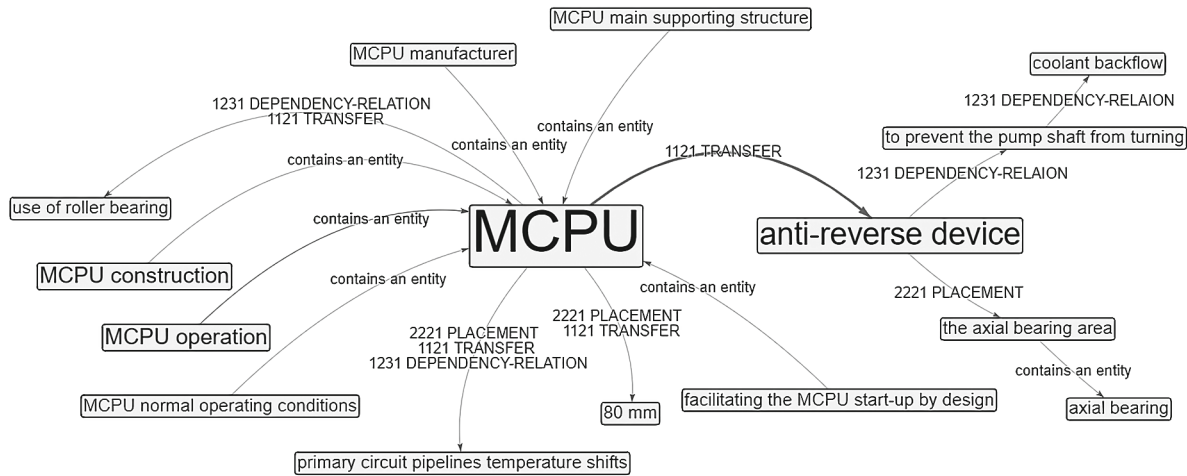 MCPU main supporting structure
MCPU manufacturer
coolant backflow
1231 DEPENDENCY-RELATION
1121 TRANSFER
1231 DEPENDENCY-RELAION
contains an entity
contains an entity
to prevent the pump shaft from turning
1121 TRANSFER
contains an entity
1231 DEPENDENCY-RELAION
use of roller bearing
contains an entity
MCPU
anti-reverse device
MCPU construction
contains an entity
contains an entity
2221 PLACEMENT
MCPU operation
2221 PLACEMENT
1121 TRANSFER
the axial bearing area
2221 PLACEMENT
1121 TRANSFER
1231 DEPENDENCY-RELATION
contains an entity
MCPU normal operating conditions
80 mm
facilitating the MCPU start-up by design
axial bearing
primary circuit pipelines temperature shifts